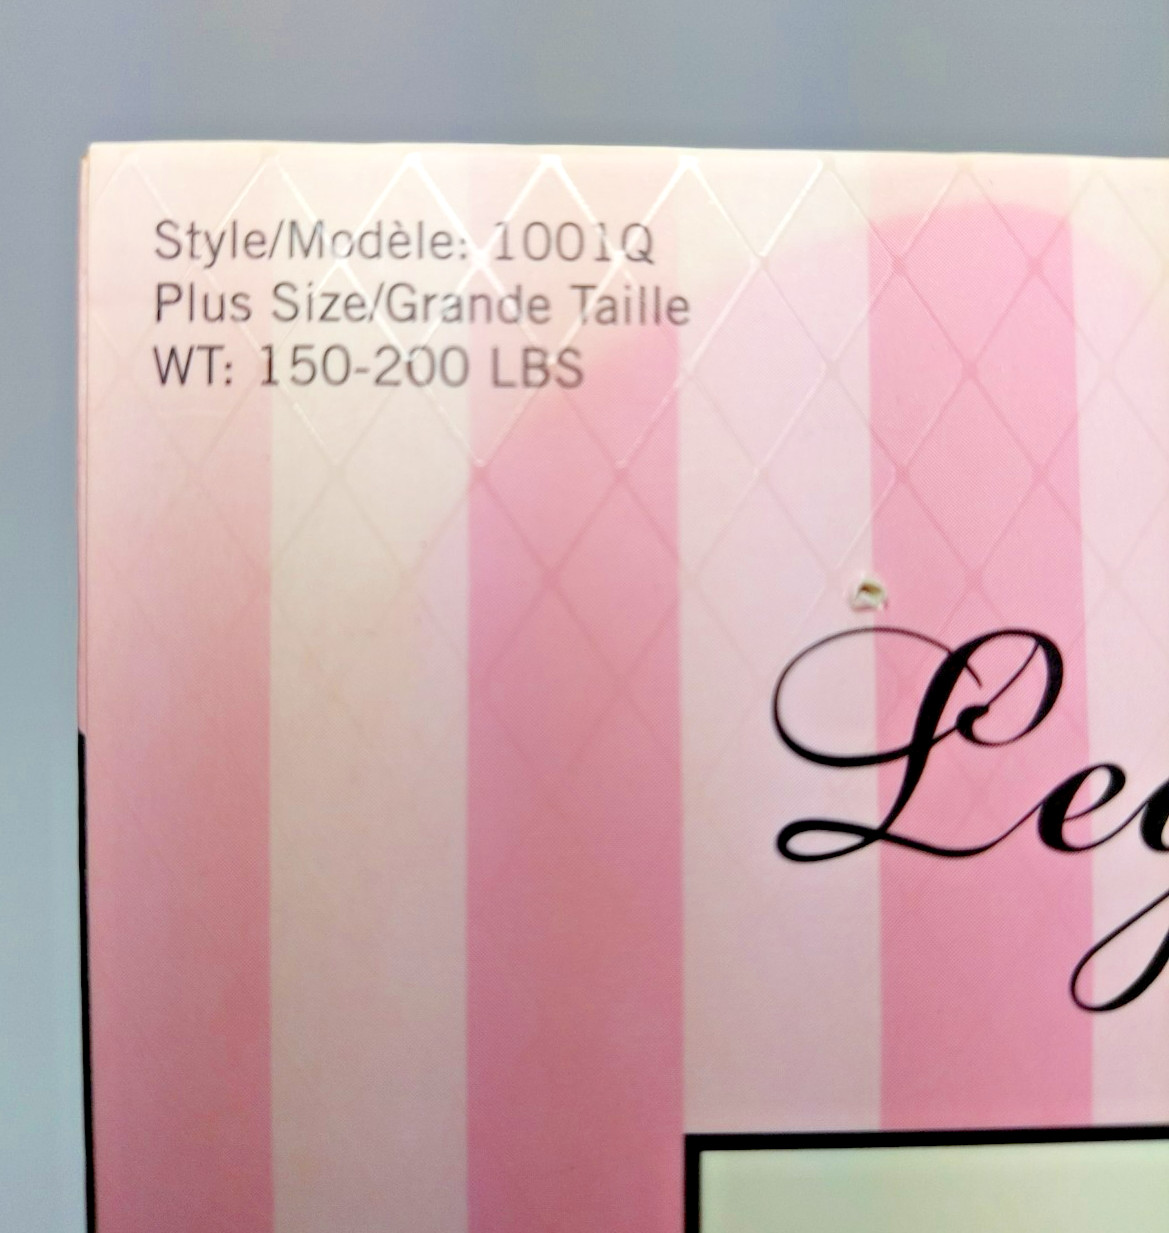 Style/Modèle: 1001Q
Plus Size/Grande Taille
WT: 150-200 LBS